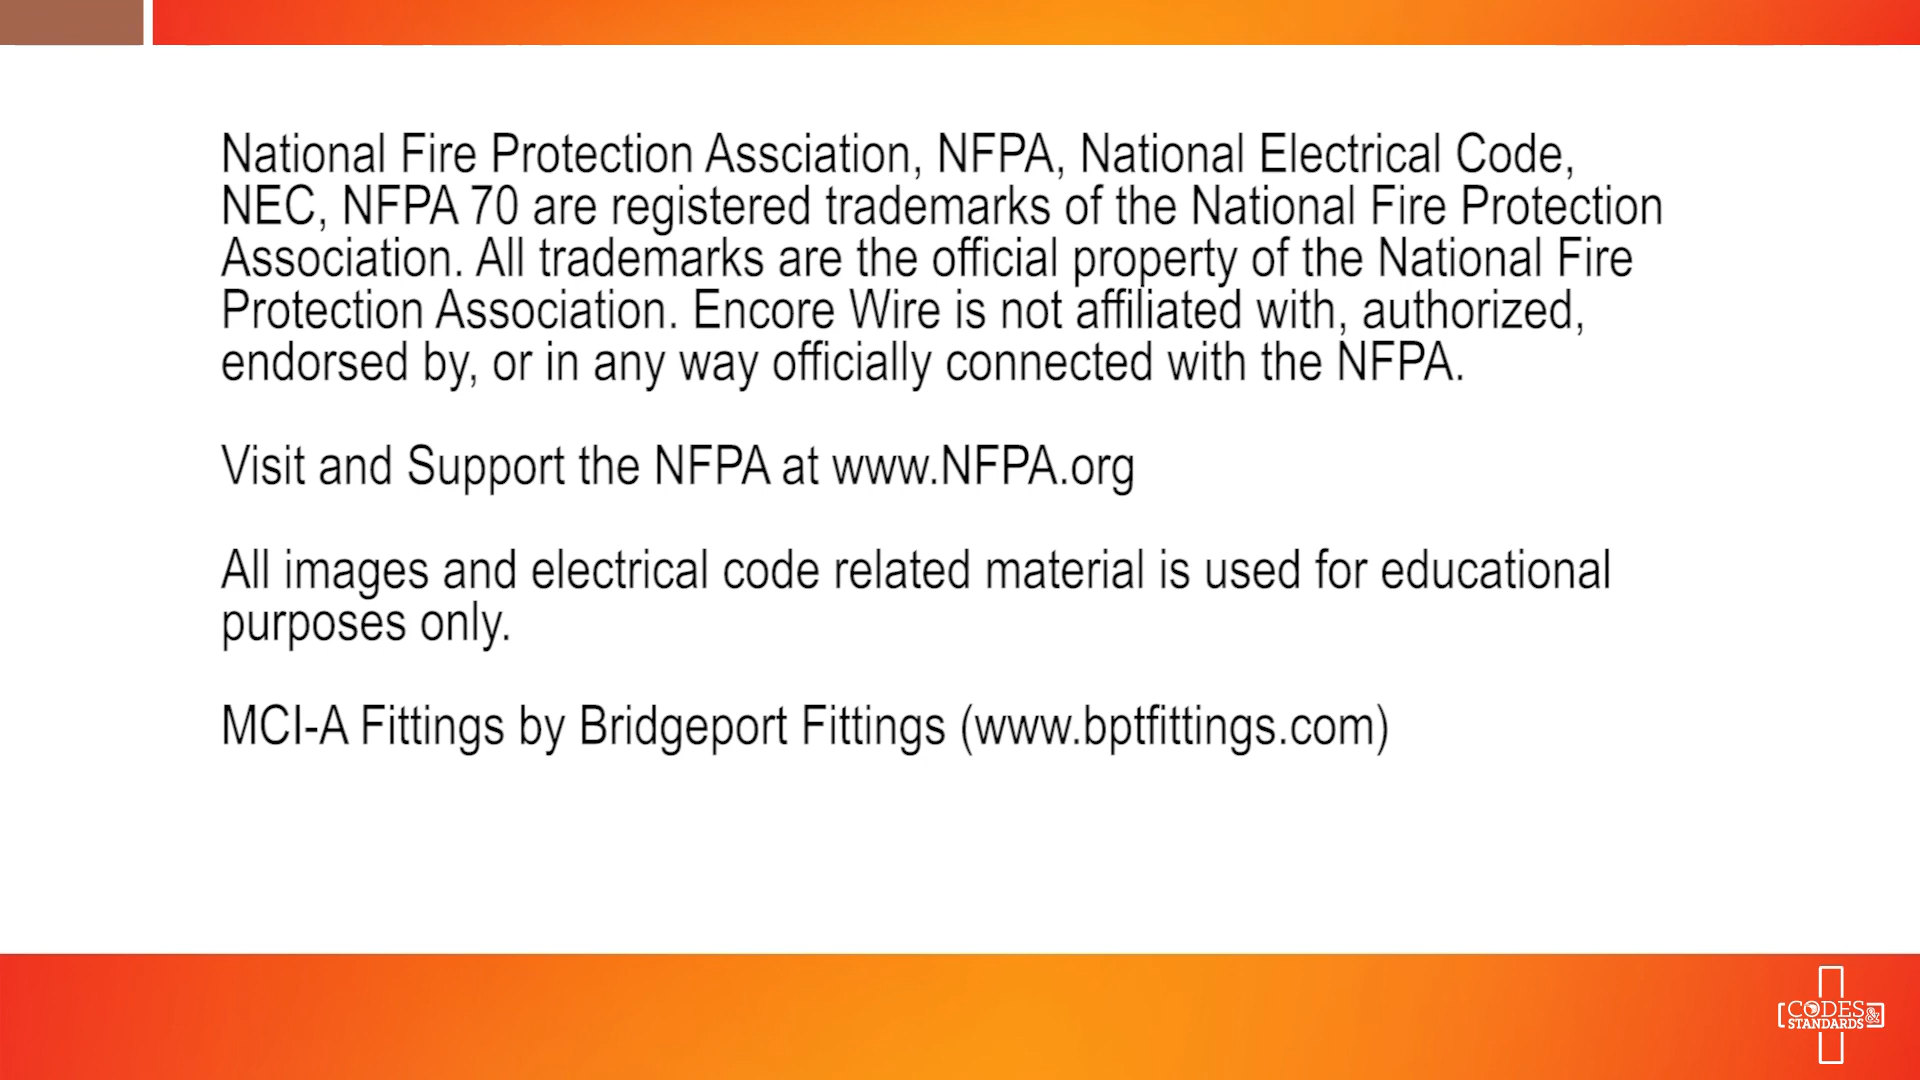 National Fire Protection Assciation, NFPA, National Electrical Code,
NEC, NFPA 70 are registered trademarks of the National Fire Protection
Association. All trademarks are the official property of the National Fire
Protection Association. Encore Wire is not affiliated with, authorized,
endorsed by, or in any way officially connected with the NFPA.
Visit and Support the NFPA at www.NFPA.org
All images and electrical code related material is used for educational
purposes only.
MCI-A Fittings by Bridgeport Fittings (www.bptfittings.com)
CODES &
STANDARDS